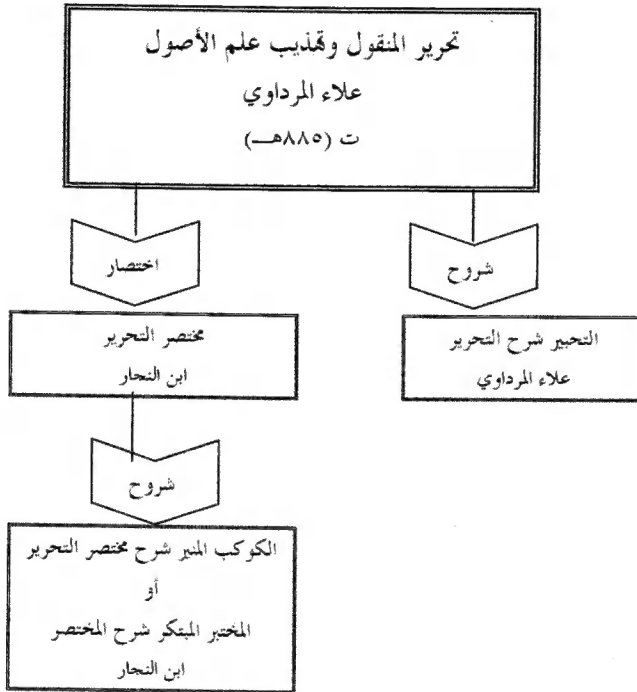 تحرير المنقول وتهذيب علم الأصول
علاء المرداوي
ت (٨٨٥هــ)
شروح
اختصار
التحبير شرح التحرير
علاء المرداوي
مختصر التحرير
ابن النجار
شروح
الكوكب المنير شرح مختصر التحرير
أو
المختبر المبتكر شرح المختصر
ابن النجار